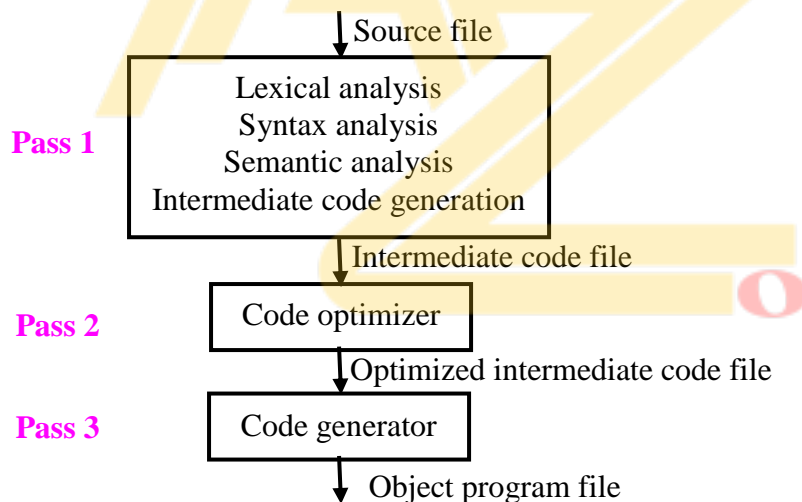 Source file
Lexical analysis
Syntax analysis
Pass 1
Semantic analysis
Intermediate code generation
Intermediate code file
Pass 2
Code optimizer
Optimized intermediate code file
Pass 3
Code generator
Object program file